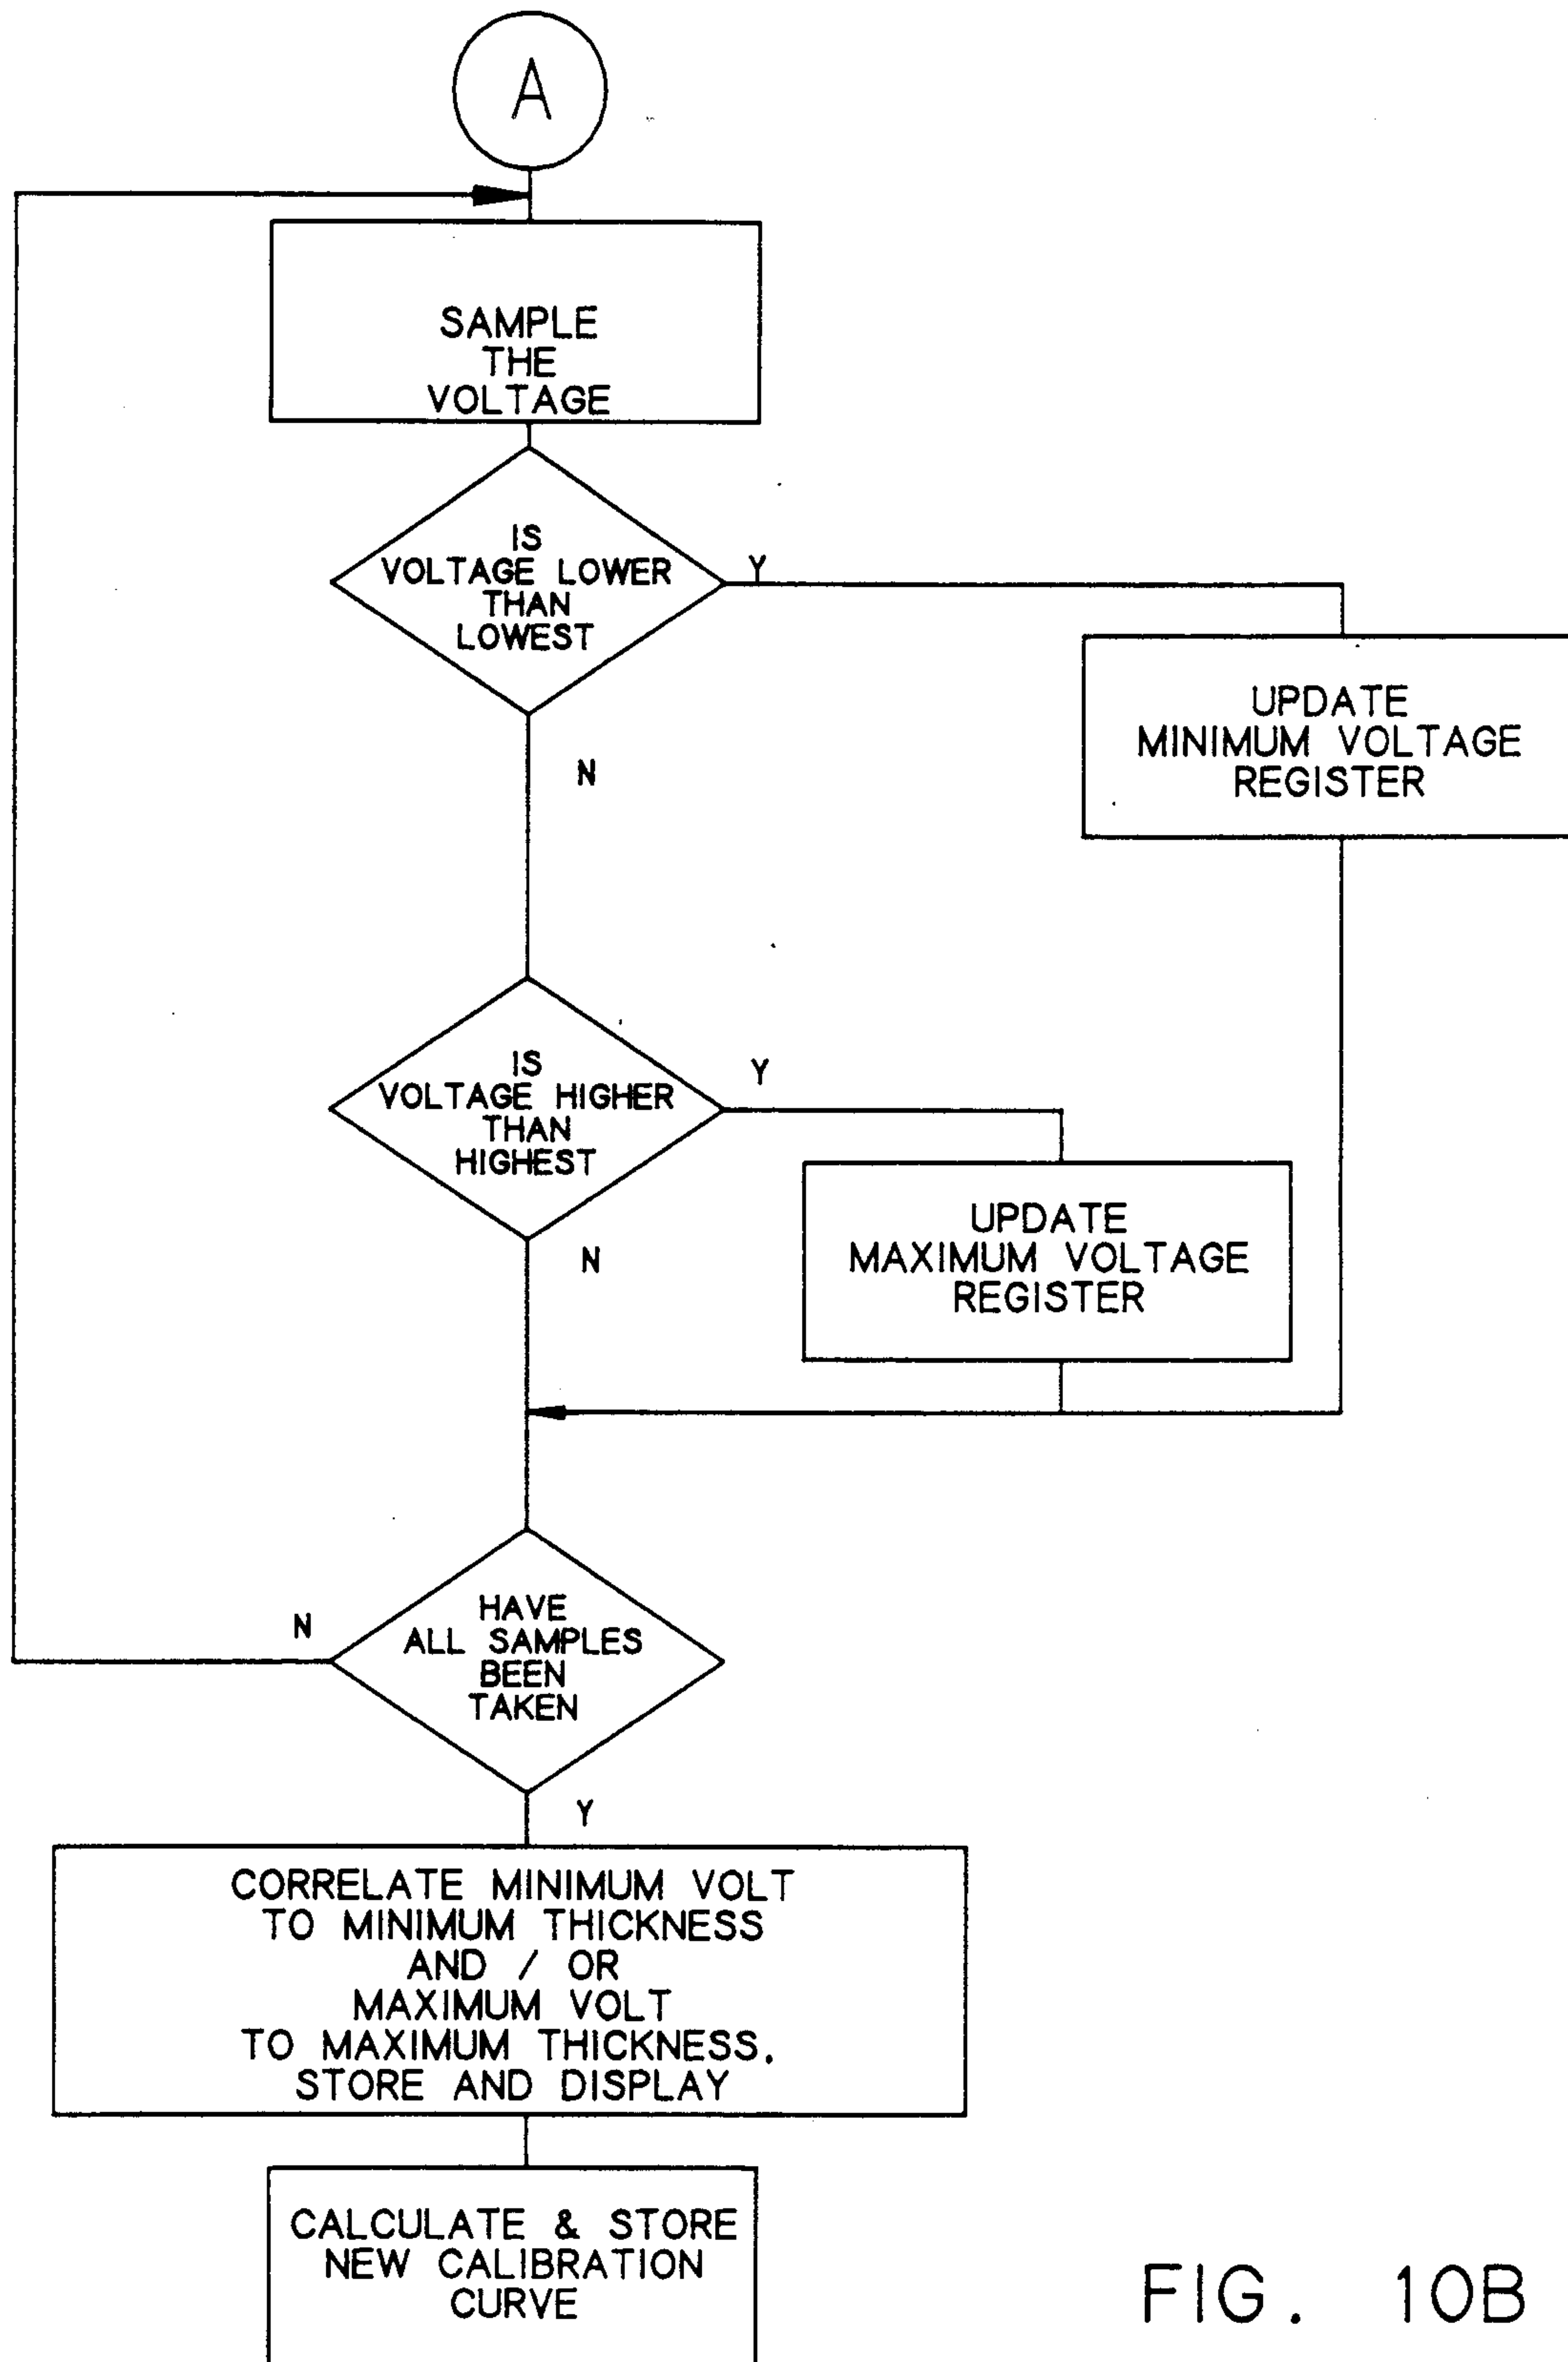 A
SAMPLE
THE
VOLTAGE
IS
VOLTAGE LOWER
THAN
LOWEST
Y
UPDATE
MINIMUM VOLTAGE
REGISTER
N
IS
VOLTAGE HIGHER
THAN
HIGHEST
Y
UPDATE
MAXIMUM VOLTAGE
REGISTER
N
HAVE
ALL SAMPLES
BEEN
TAKEN
N
Y
CORRELATE MINIMUM VOLT
TO MINIMUM THICKNESS
AND / OR
MAXIMUM VOLT
TO MAXIMUM THICKNESS.
STORE AND DISPLAY
CALCULATE & STORE
NEW CALIBRATION
CURVE
FIG. 10B